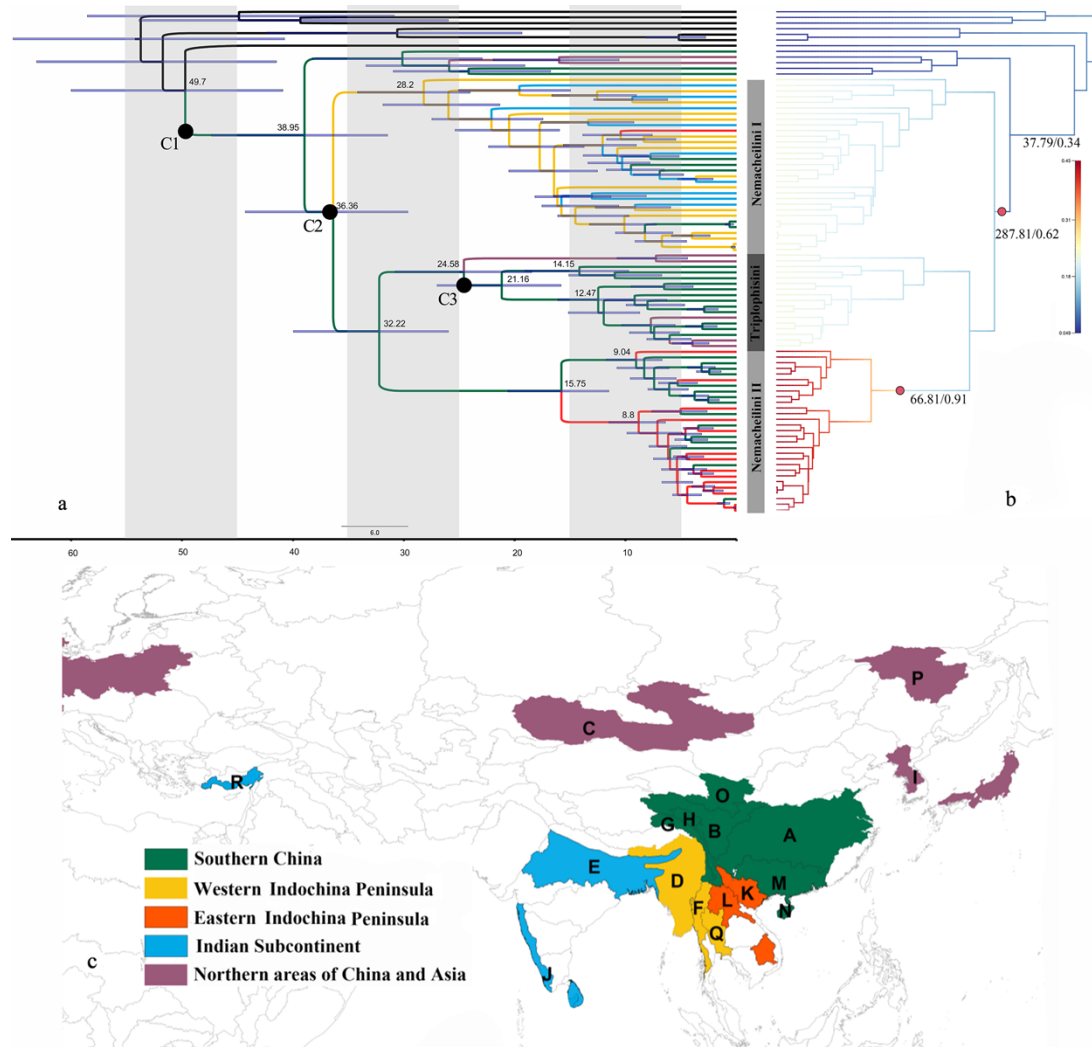 49.7
C1
38.95
28.2
C2
36.36
24.58
14.15
21.16
C3
12.47
32.22
9.04
15.75
8.8
a
6.0
60
50
40
30
20
10
Nemacheilini I
Triplophisini
Nemacheilini II
37.79/0.34
287.81/0.62
66.81/0.91
b
0.31
P
C
R
I
O
G
H
B
A
E
D
M
K
L
N
F
Q
J
Southern China
Western Indochina Peninsula
Eastern Indochina Peninsula
Indian Subcontinent
Northern areas of China and Asia
c